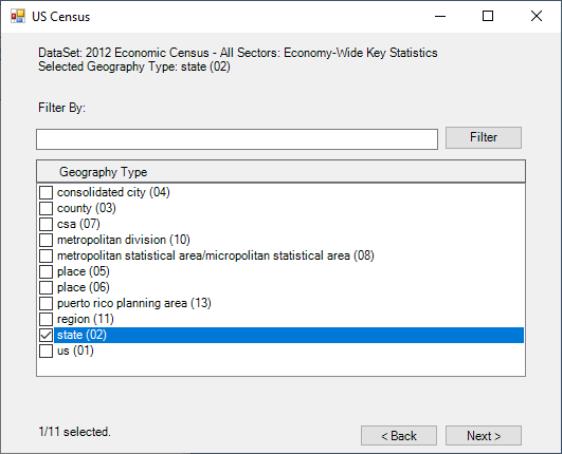 US Census
DataSet: 2012 Economic Census - All Sectors: Economy-Wide Key Statistics
Selected Geography Type: state (02)
Filter By:
Filter
Geography Type
consolidated city (04)
county (03)
csa (07)
metropolitan division (10)
metropolitan statistical area/micropolitan statistical area (08)
place (05)
place (06)
puerto rico planning area (13)
region (11)
state (02)
us (01)
1/11 selected.
< Back
Next >